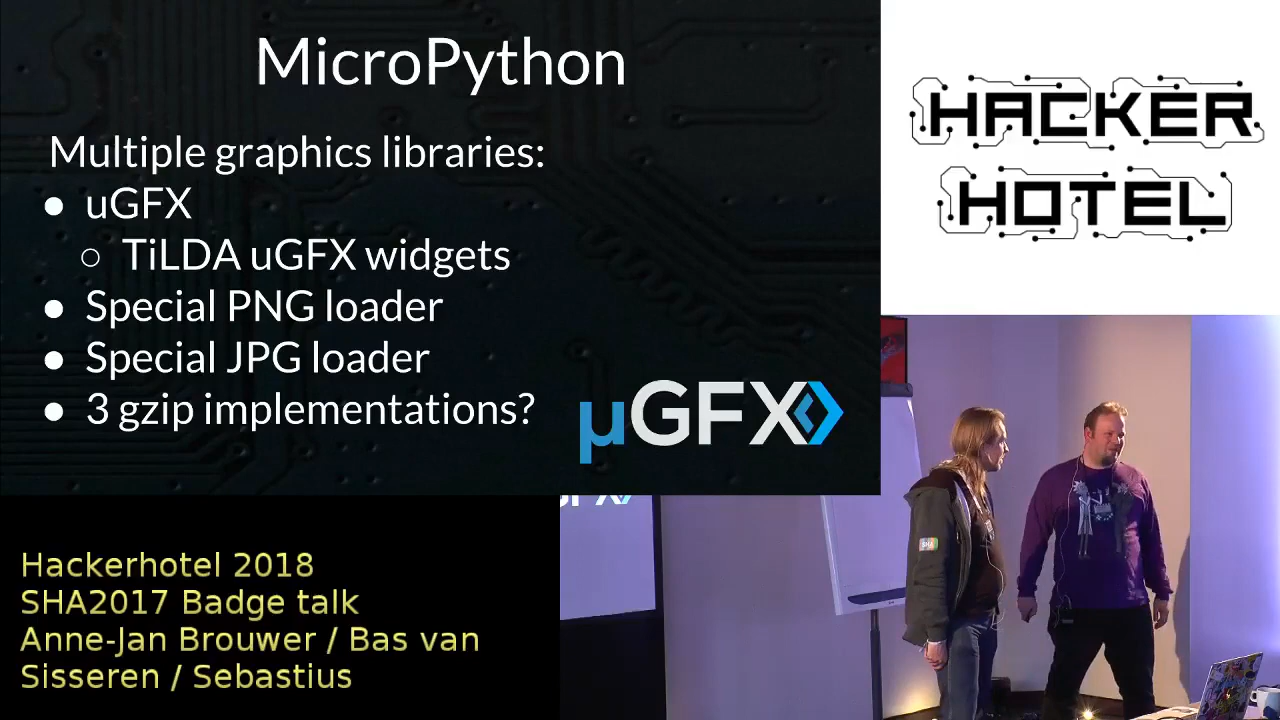 MicroPython
Multiple graphics libraries:
● uGFX
○ TiLDA uGFX widgets
● Special PNG loader
● Special JPG loader
● 3 gzip implementations?
µGFX
HACKER
HOTEL
SHA
Hackerhotel 2018
SHA2017 Badge talk
Anne-Jan Brouwer / Bas van
Sisseren / Sebastius